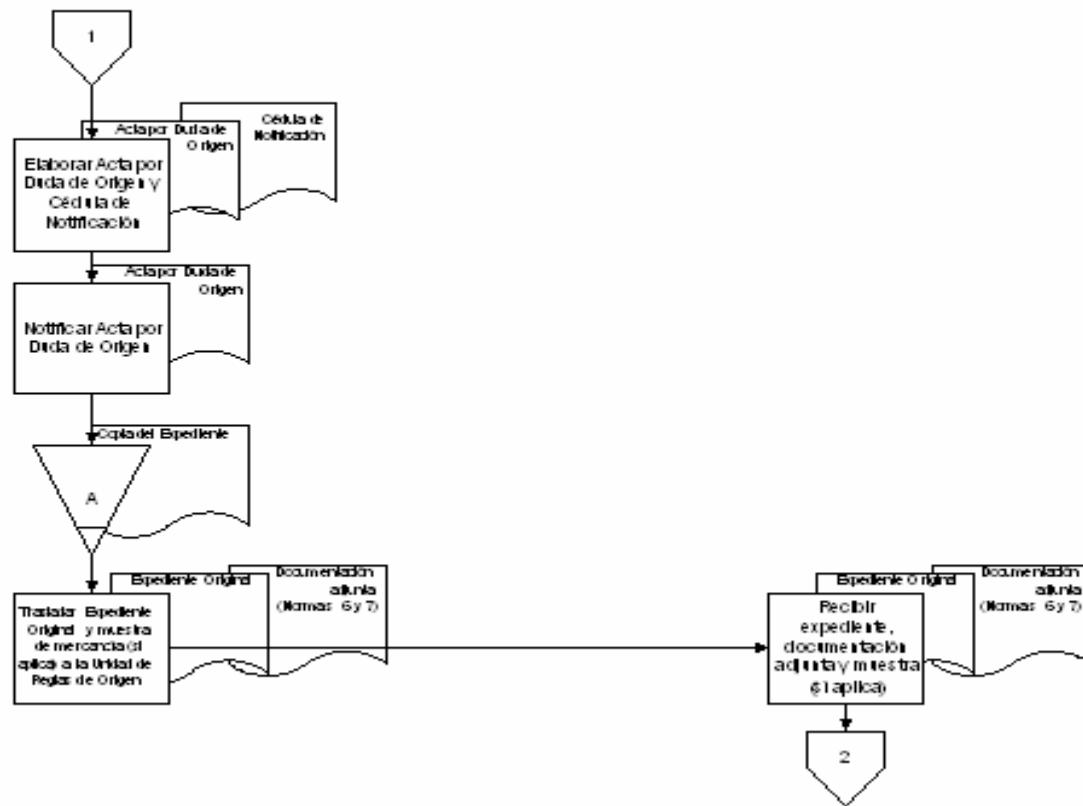 1
Cédula de
Notificación
Acta por Duda de
Origen
Elaborar Acta por
Duda de Origen y
Cédula de
Notificación
Acta por Duda de
Origen
Notificar Acta por
Duda de Origen
Copia del Expediente
A
Expediente Original
Documentación
adjunta
(Normas 6 y 7)
Trasladar Expediente
Original y muestra
de mercancía (si
aplica) a la Unidad de
Reglas de Origen
Expediente Original
Documentación
adjunta
(Normas 6 y 7)
Recibir
expediente,
documentación
adjunta y muestra
(si aplica)
2